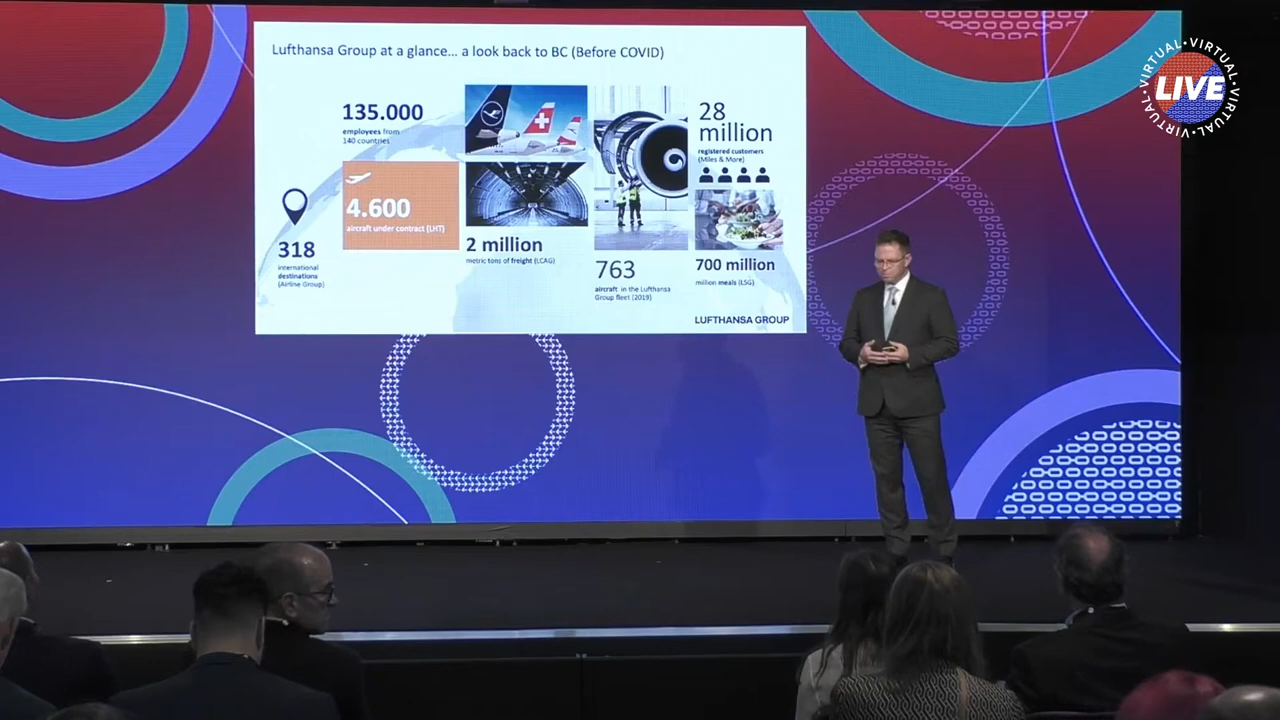 Lufthansa Group at a glance... a look back to BC (Before COVID)
135.000
employees from
140 countries
4.600
aircraft under contract (LHT)
318
international
destinations
(Airline Group)
2 million
metric tons of freight (LCAG)
763
aircraft in the Lufthansa
Group fleet (2019)
28
million
registered customers
(Miles & More)
700 million
million meals (LSG)
LUFTHANSA GROUP
VIRTUAL•VIRTUAL•VIRTUAL•VIRTUAL•
LIVE